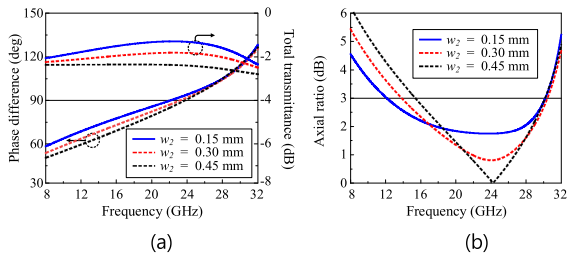 150
120
90
60
30
Phase difference (deg)
0
-2
-4
-6
-8
Total transmittance (dB)
w2 = 0.15 mm
w2 = 0.30 mm
w2 = 0.45 mm
8 12 16 20 24 28 32
Frequency (GHz)
(a)
6
5
4
3
2
1
0
Axial ratio (dB)
w2 = 0.15 mm
w2 = 0.30 mm
w2 = 0.45 mm
8 12 16 20 24 28 32
Frequency (GHz)
(b)